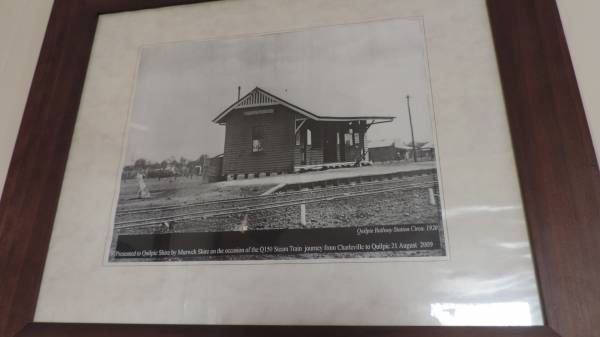 Quilpie Railway Station Circa. 1920
Presented to Quilpie Shire by Murweh Shire on the occasion of the Q150 Steam Train journey from Charleville to Quilpie 21 August 2009